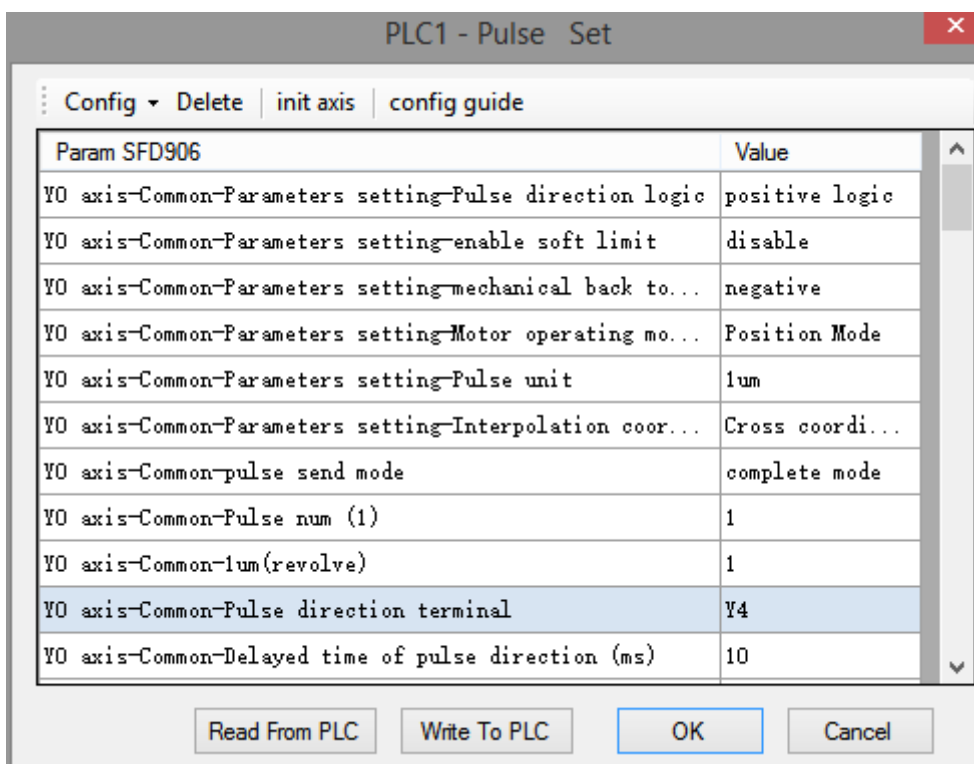 PLC1 - Pulse Set
Config Delete init axis config guide
Param SFD906 Value
Y0 axis-Common-Parameters setting-Pulse direction logic positive logic
Y0 axis-Common-Parameters setting-enable soft limit disable
Y0 axis-Common-Parameters setting-mechanical back to... negative
Y0 axis-Common-Parameters setting-Motor operating mo... Position Mode
Y0 axis-Common-Parameters setting-Pulse unit 1um
Y0 axis-Common-Parameters setting-Interpolation coor... Cross coordi...
Y0 axis-Common-pulse send mode complete mode
Y0 axis-Common-Pulse num (1) 1
Y0 axis-Common-1um(revolve) 1
Y0 axis-Common-Pulse direction terminal Y4
Y0 axis-Common-Delayed time of pulse direction (ms) 10
Read From PLC Write To PLC OK Cancel